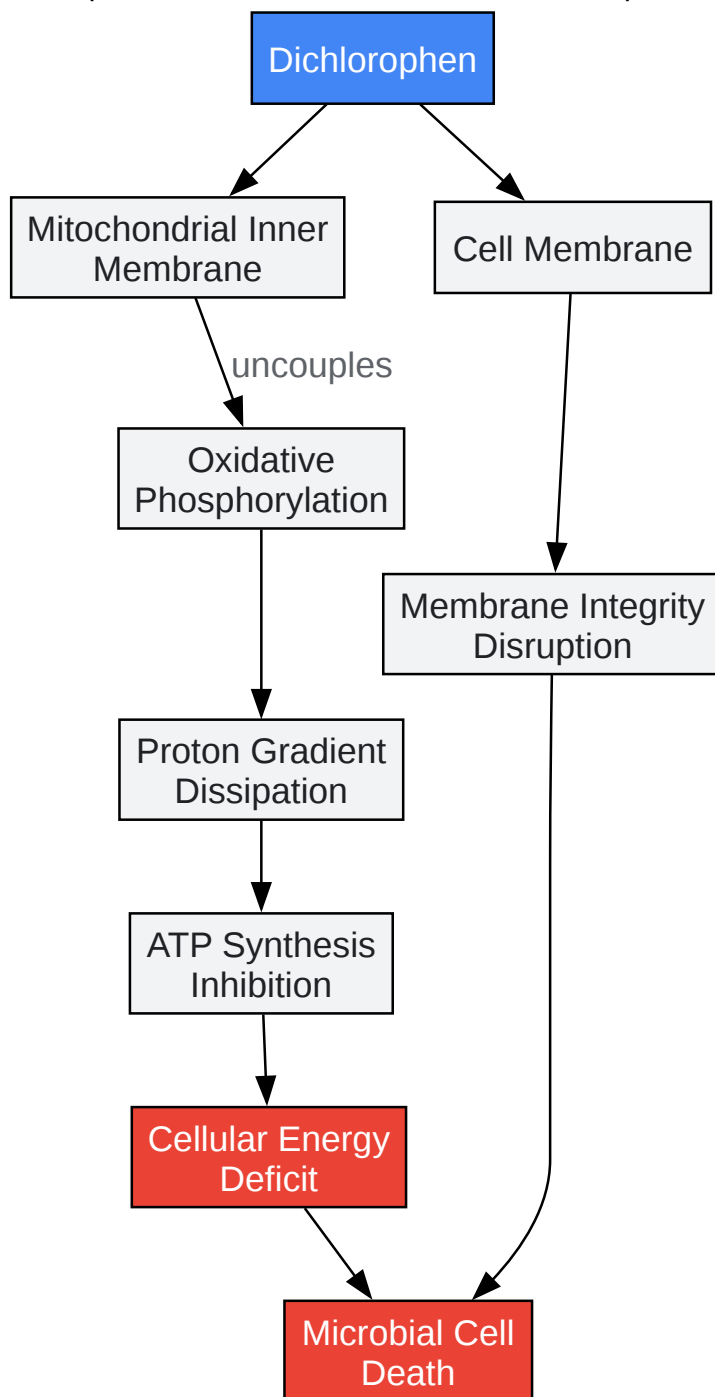 Dichlorophen
Mitochondrial Inner
Membrane
Cell Membrane
uncouples
Oxidative
Phosphorylation
Membrane Integrity
Disruption
Proton Gradient
Dissipation
ATP Synthesis
Inhibition
Cellular Energy
Deficit
Microbial Cell
Death